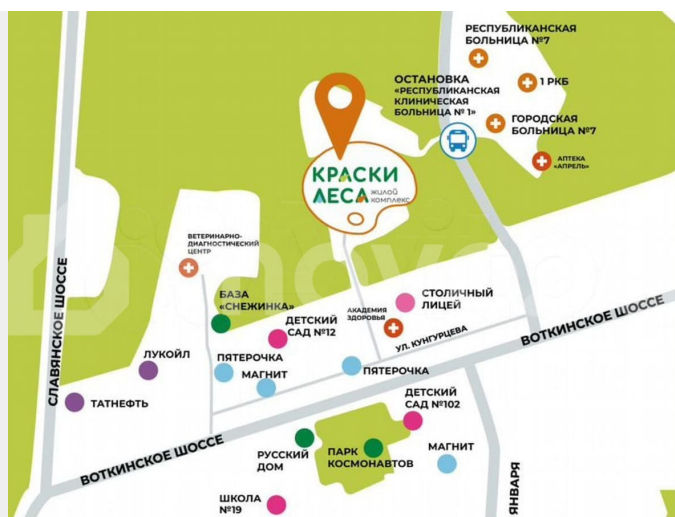 РЕСПУБЛИКАНСКАЯ
БОЛЬНИЦА №7
1 РКБ
ОСТАНОВКА
«РЕСПУБЛИКАНСКАЯ
КЛИНИЧЕСКАЯ
БОЛЬНИЦА № 1»
ГОРОДСКАЯ
БОЛЬНИЦА №7
АПТЕКА
«АПРЕЛЬ»
КРАСКИ
ЛЕСА
ЖИЛОЙ
КОМПЛЕКС
ВЕТЕРИНАРНО-
ДИАГНОСТИЧЕСКИЙ
ЦЕНТР
СЛАВЯНСКОЕ ШОССЕ
БАЗА
«СНЕЖИНКА»
ДЕТСКИЙ
САД №12
АКАДЕМИЯ
ЗДОРОВЬЯ
СТОЛИЧНЫЙ
ЛИЦЕЙ
УЛ. КУНГУРЦЕВА
ВОТКИНСКОЕ ШОССЕ
ЛУКОЙЛ
ПЯТЕРОЧКА
МАГНИТ
ПЯТЕРОЧКА
ТАТНЕФТЬ
ДЕТСКИЙ
САД №102
ВОТКИНСКОЕ ШОССЕ
РУССКИЙ
ДОМ
ПАРК
КОСМОНАВТОВ
МАГНИТ
ШКОЛА
№19
ЯНВАРЯ